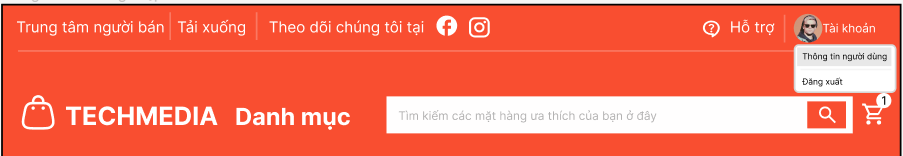 Trung tâm người bán Tải xuống Theo dõi chúng tôi tại Hỗ trợ Tài khoản
Thông tin người dùng
Đăng xuất
TECHMEDIA Danh mục Tìm kiếm các mặt hàng ưa thích của bạn ở đây 1